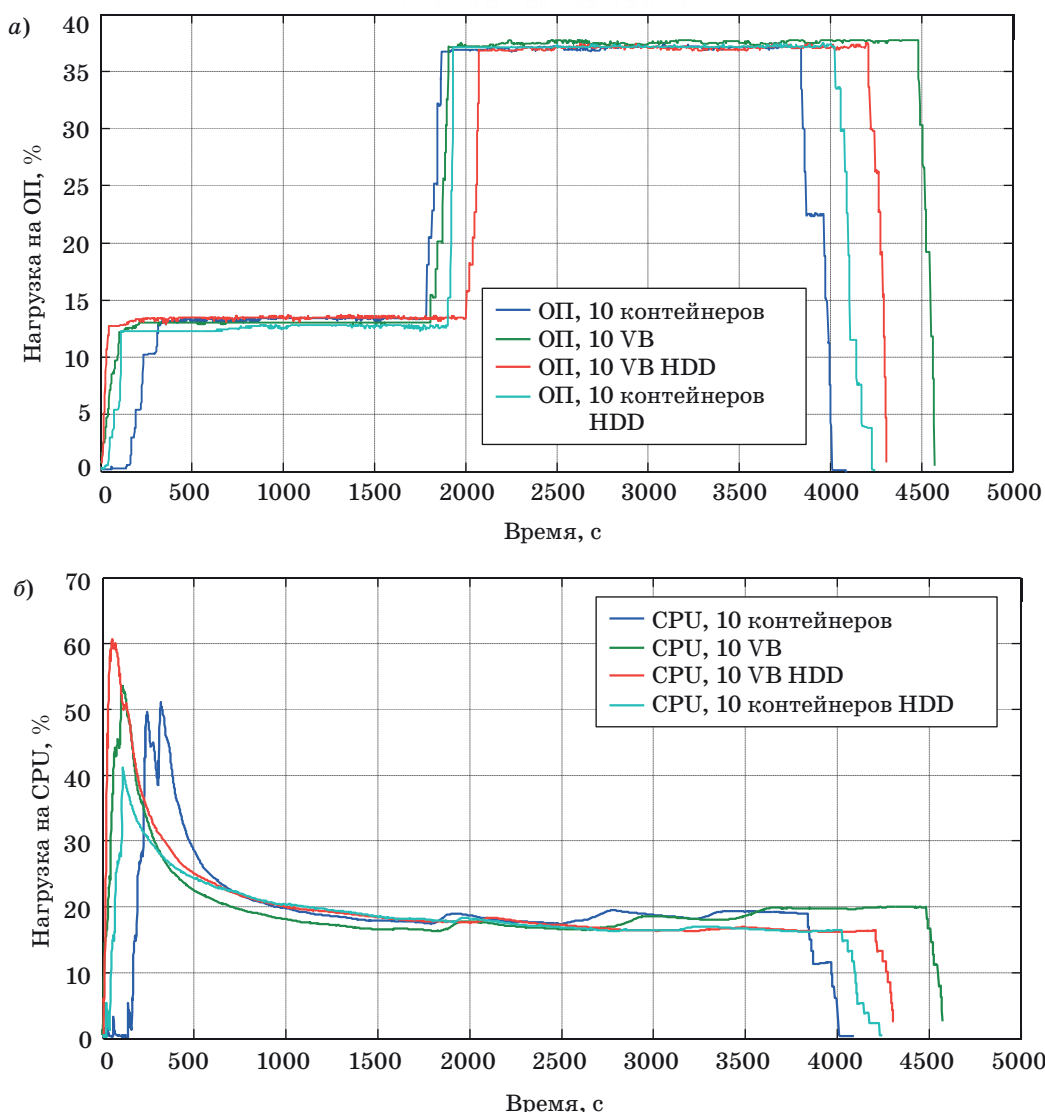 а)
40
35
30
25
20
15
10
5
0
Нагрузка на ОП, %
ОП, 10 контейнеров
ОП, 10 VB
ОП, 10 VB HDD
ОП, 10 контейнеров
HDD
0 500 1000 1500 2000 2500 3000 3500 4000 4500 5000
Время, с
б)
70
60
50
40
30
20
10
0
Нагрузка на CPU, %
CPU, 10 контейнеров
CPU, 10 VB
CPU, 10 VB HDD
CPU, 10 контейнеров HDD
0 500 1000 1500 2000 2500 3000 3500 4000 4500 5000
Время, с